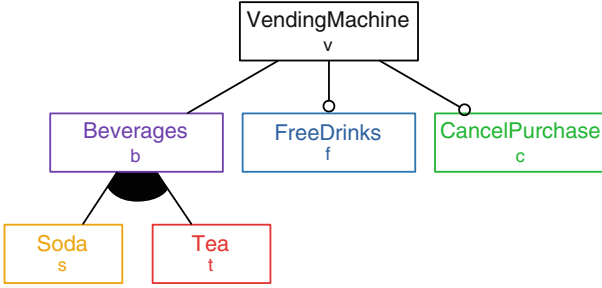 VendingMachine
v
Beverages
b
FreeDrinks
f
CancelPurchase
c
Soda
s
Tea
t